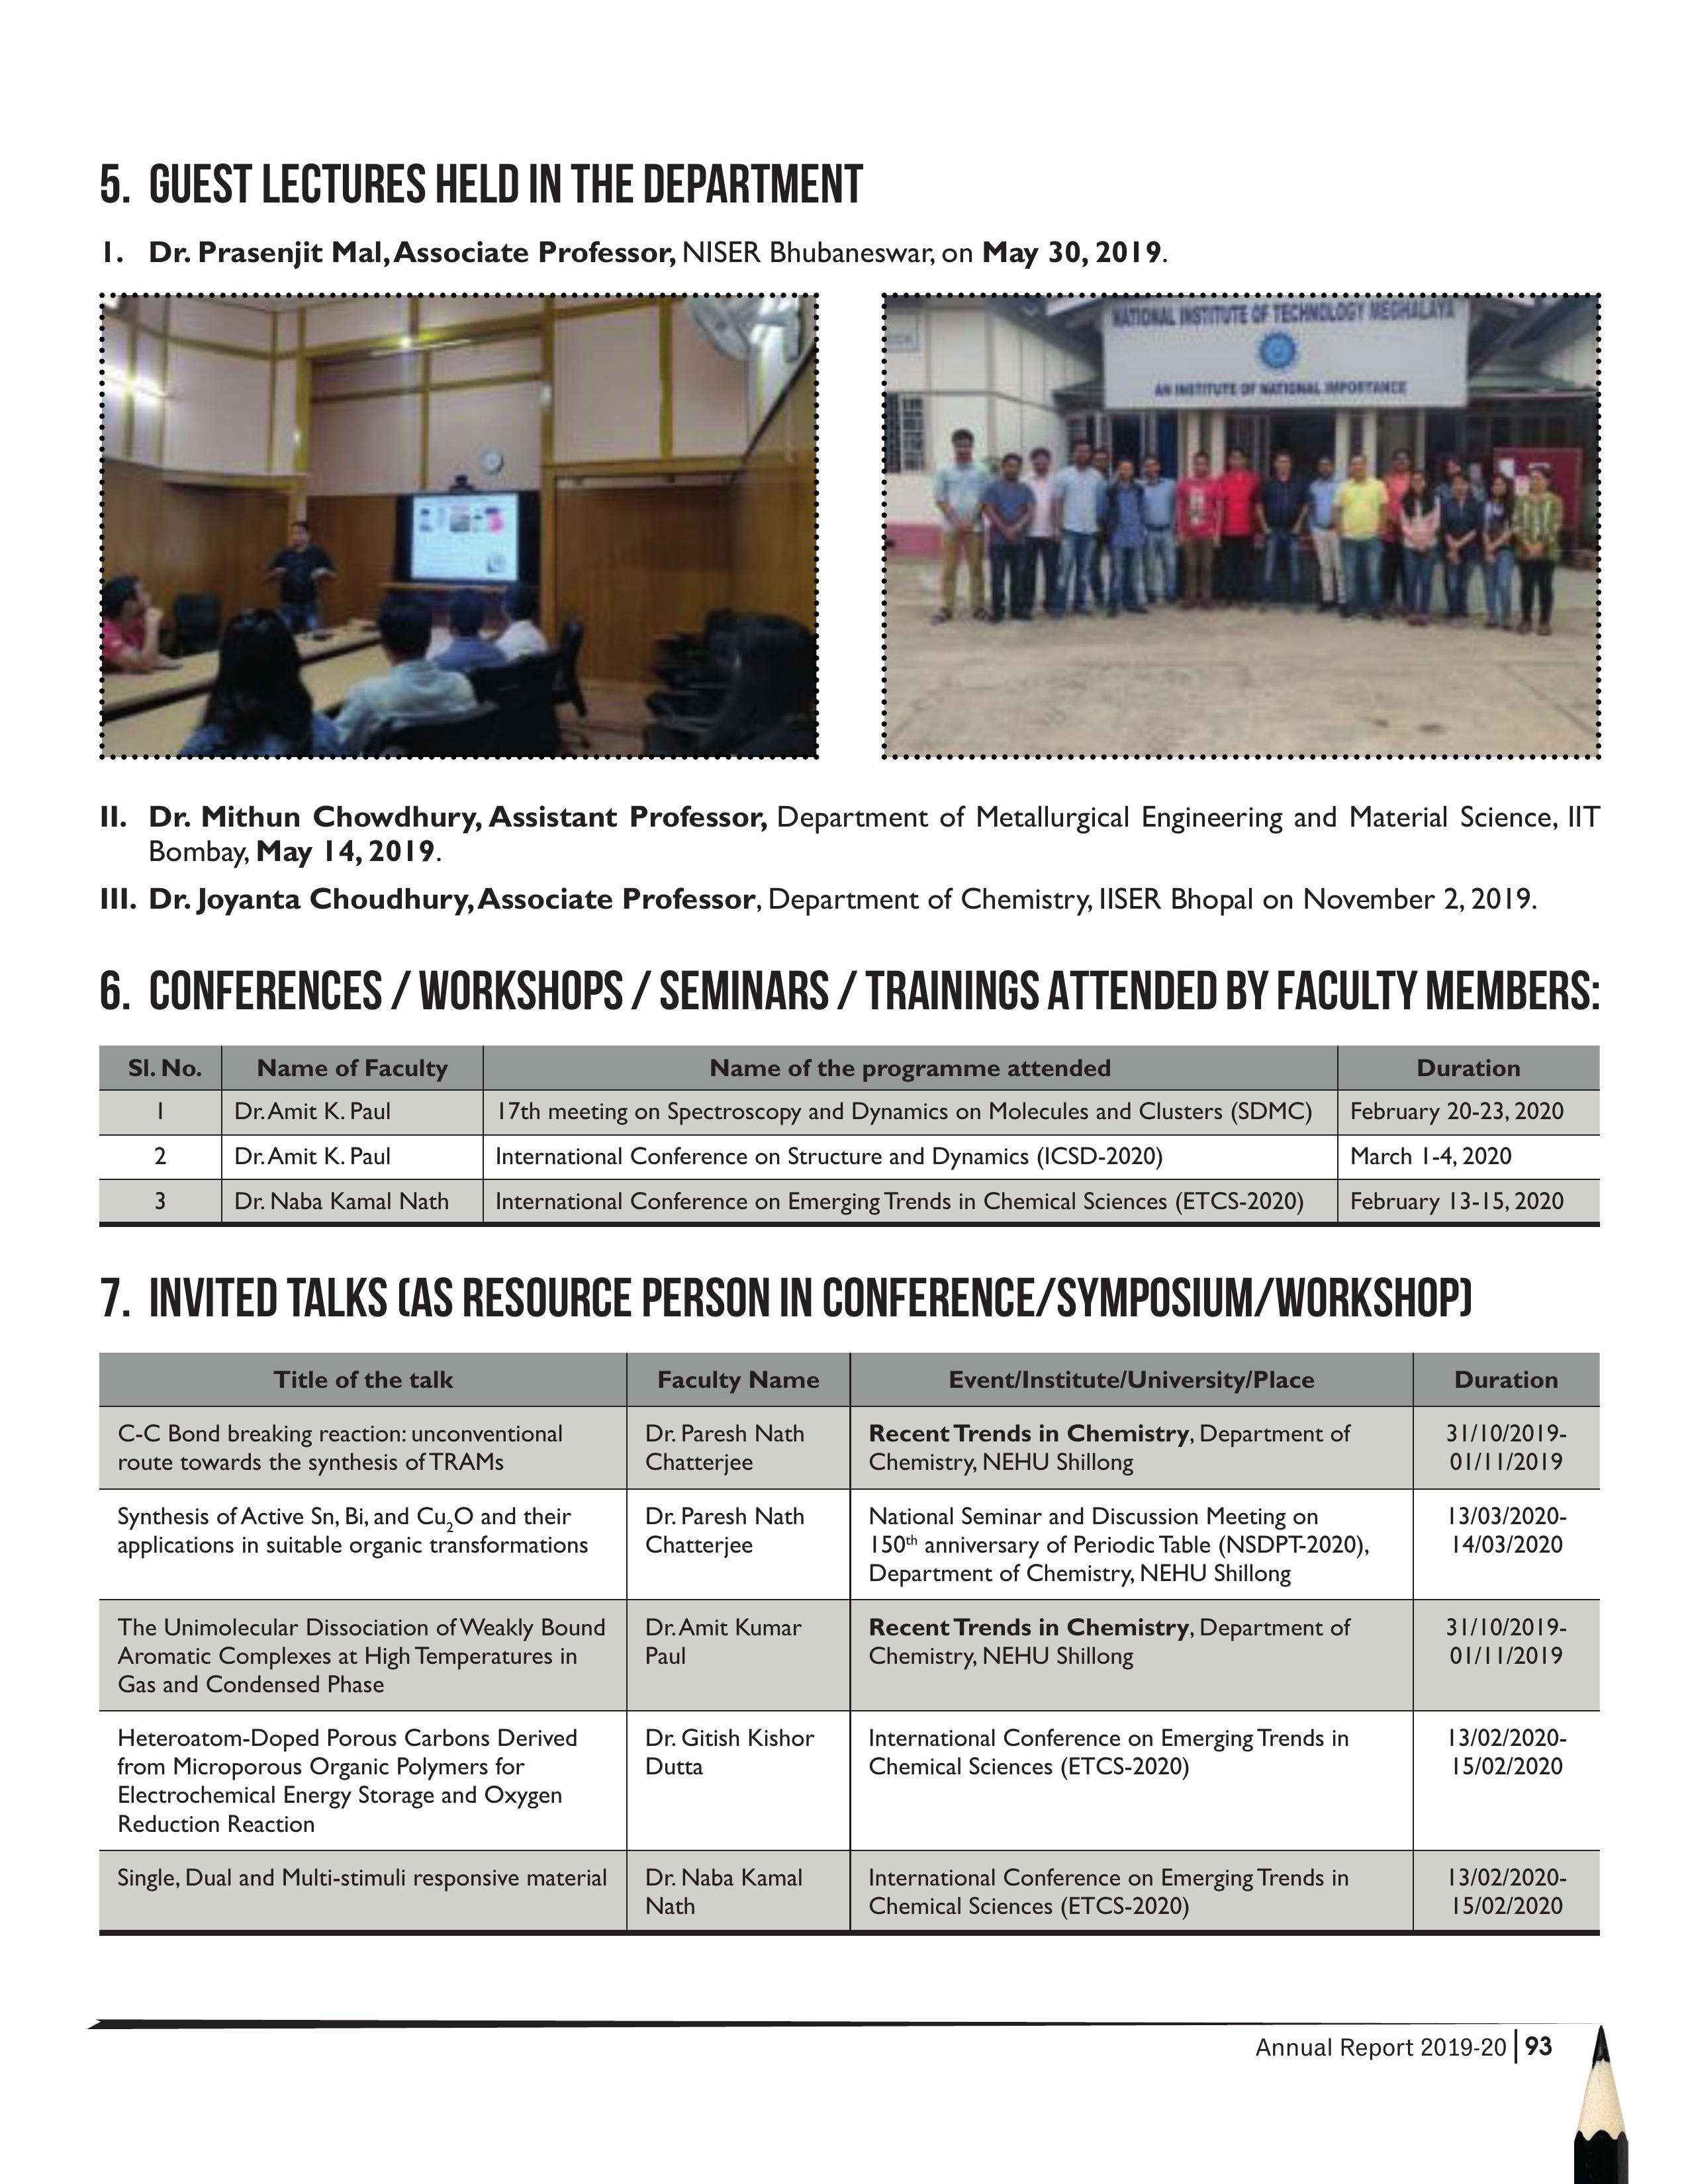 5. GUEST LECTURES HELD IN THE DEPARTMENT
I. Dr. Prasenjit Mal, Associate Professor, NISER Bhubaneswar, on May 30, 2019.
NATIONAL INSTITUTE OF TECHNOLOGY MEGHALAYA
AN INSTITUTE OF NATIONAL IMPORTANCE
II. Dr. Mithun Chowdhury, Assistant Professor, Department of Metallurgical Engineering and Material Science, IIT
Bombay, May 14, 2019.
III. Dr. Joyanta Choudhury, Associate Professor, Department of Chemistry, IISER Bhopal on November 2, 2019.
6. CONFERENCES / WORKSHOPS / SEMINARS / TRAININGS ATTENDED BY FACULTY MEMBERS:
Sl. No. Name of Faculty Name of the programme attended Duration
1 Dr. Amit K. Paul 17th meeting on Spectroscopy and Dynamics on Molecules and Clusters (SDMC) February 20-23, 2020
2 Dr. Amit K. Paul International Conference on Structure and Dynamics (ICSD-2020) March 1-4, 2020
3 Dr. Naba Kamal Nath International Conference on Emerging Trends in Chemical Sciences (ETCS-2020) February 13-15, 2020
7. INVITED TALKS (AS RESOURCE PERSON IN CONFERENCE/SYMPOSIUM/WORKSHOP)
Title of the talk Faculty Name Event/Institute/University/Place Duration
C-C Bond breaking reaction: unconventional Dr. Paresh Nath Recent Trends in Chemistry, Department of 31/10/2019-
route towards the synthesis of TRAMs Chatterjee Chemistry, NEHU Shillong 01/11/2019
Synthesis of Active Sn, Bi, and Cu₂O and their Dr. Paresh Nath National Seminar and Discussion Meeting on 13/03/2020-
applications in suitable organic transformations Chatterjee 150th anniversary of Periodic Table (NSDPT-2020), 14/03/2020
Department of Chemistry, NEHU Shillong
The Unimolecular Dissociation of Weakly Bound Dr. Amit Kumar Recent Trends in Chemistry, Department of 31/10/2019-
Aromatic Complexes at High Temperatures in Paul Chemistry, NEHU Shillong 01/11/2019
Gas and Condensed Phase
Heteroatom-Doped Porous Carbons Derived Dr. Gitish Kishor International Conference on Emerging Trends in 13/02/2020-
from Microporous Organic Polymers for Dutta Chemical Sciences (ETCS-2020) 15/02/2020
Electrochemical Energy Storage and Oxygen
Reduction Reaction
Single, Dual and Multi-stimuli responsive material Dr. Naba Kamal International Conference on Emerging Trends in 13/02/2020-
Nath Chemical Sciences (ETCS-2020) 15/02/2020
Annual Report 2019-20 | 93